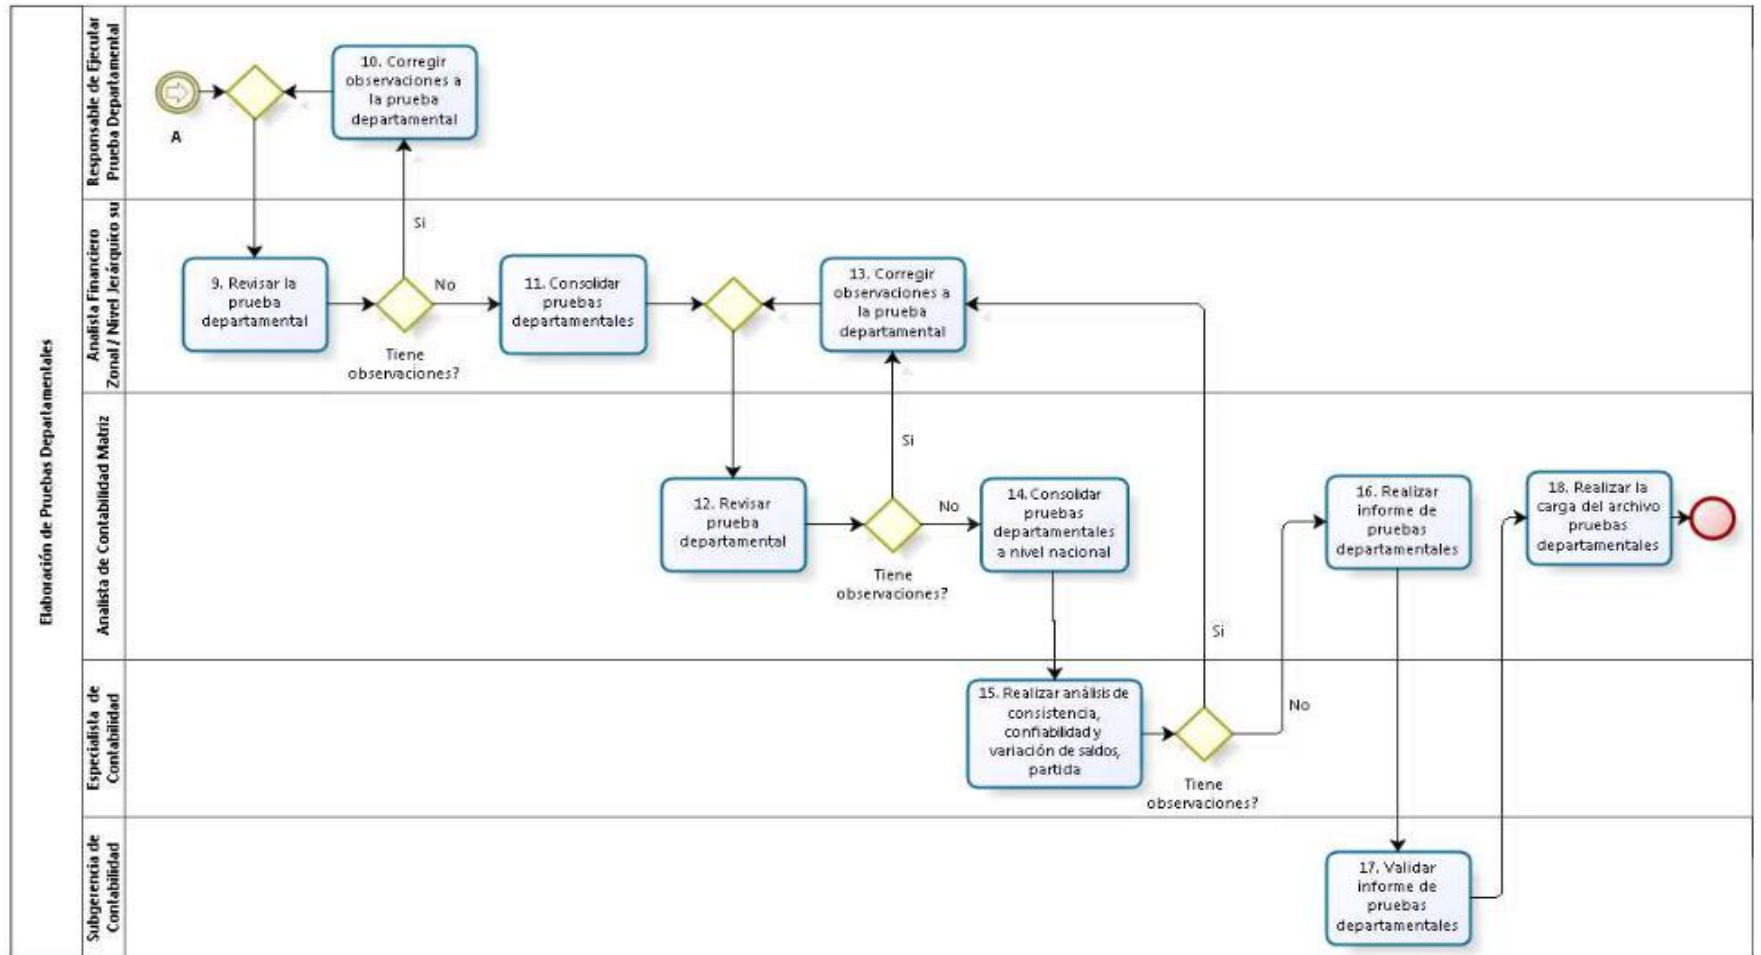 Elaboración de Pruebas Departamentales
Responsable de Ejecutar
Prueba Departamental
A
10. Corregir
observaciones a
la prueba
departamental
Si
Analista Financiero
Zonal / Nivel Jerárquico su
9. Revisar la
prueba
departamental
Tiene
observaciones?
No
11. Consolidar
pruebas
departamentales
13. Corregir
observaciones a
la prueba
departamental
Analista de Contabilidad Matriz
12. Revisar
prueba
departamental
Si
Tiene
observaciones?
No
14. Consolidar
pruebas
departamentales
a nivel nacional
Si
16. Realizar
informe de
pruebas
departamentales
18. Realizar la
carga del archivo
pruebas
departamentales
Especialista de
Contabilidad
15. Realizar análisis de
consistencia,
confiabilidad y
variación de saldos,
partida
Tiene
observaciones?
No
Subgerencia de
Contabilidad
17. Validar
informe de
pruebas
departamentales